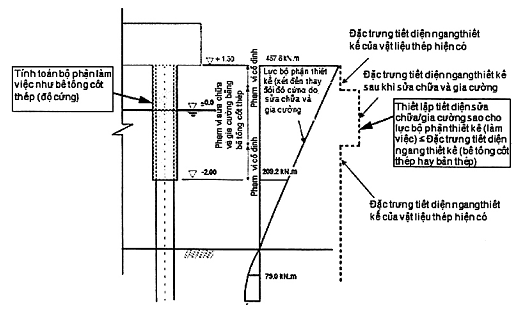 Tính toán bộ phận làm
việc như bê tông cốt
thép (độ cứng)
+ 1.50
±0.0
-2.00
Phạm vi sửa chữa
và gia cường bằng
bê tông cốt thép
Phạm vi cố định
Phạm vi cố định
457.8 kN.m
Lực bộ phận thiết
kế (xét đến thay
đổi độ cứng do
sửa chữa và
gia cường)
209.2 kN.m
79.0 kN.m
Đặc trưng tiết diện ngang thiết
kế của vật liệu thép hiện có
Đặc trưng tiết diện ngang thiết kế
sau khi sửa chữa và gia cường
Thiết lập tiết diện sửa
chữa/gia cường sao cho
lực bộ phận thiết kế (làm
việc) ≤ Đặc trưng tiết diện
ngang thiết kế (bê tông cốt
thép hay bản thép)
Đặc trưng tiết diện ngang thiết
kế của vật liệu thép hiện có